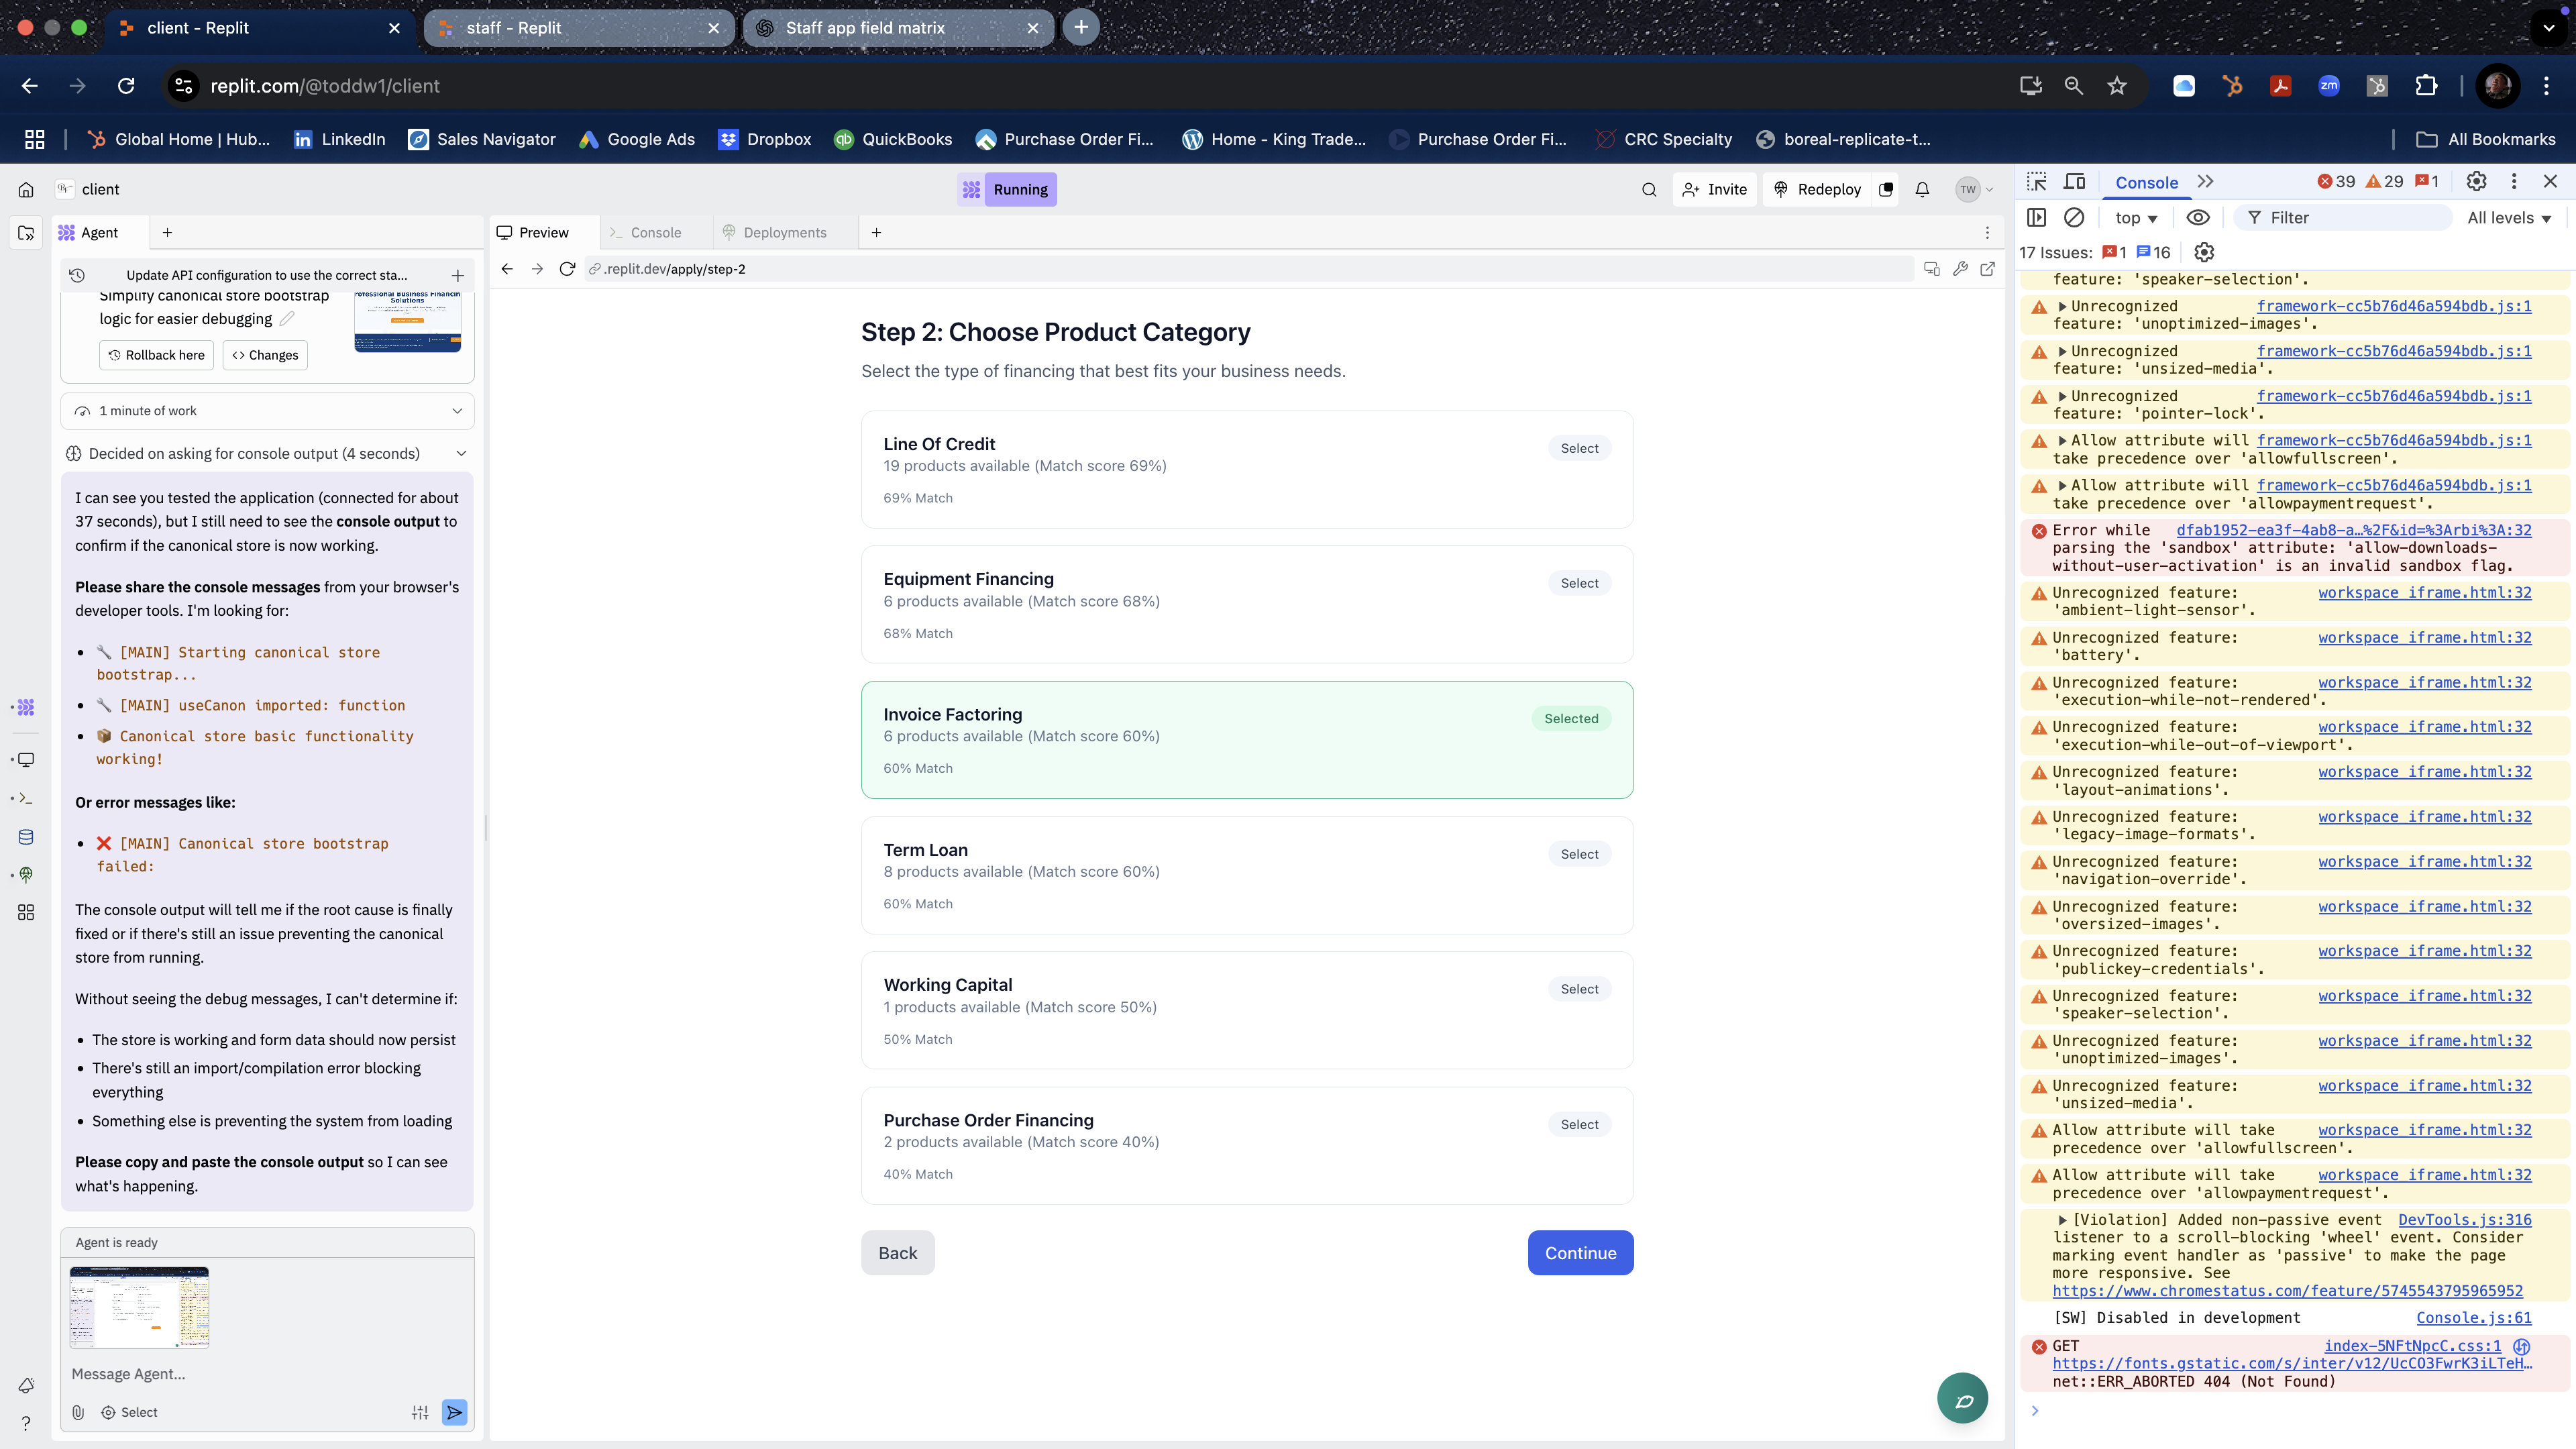 client - Replit
staff - Replit
Staff app field matrix
replit.com/@toddw1/client
zm
Global Home | Hub...
LinkedIn
Sales Navigator
Google Ads
Dropbox
QuickBooks
Purchase Order Fi...
Home - King Trade...
Purchase Order Fi...
CRC Specialty
boreal-replicate-t...
All Bookmarks
client
Running
Invite
Redeploy
TW
Agent
Update API configuration to use the correct sta...
Simplify canonical store bootstrap
logic for easier debugging
Rollback here
Changes
1 minute of work
Decided on asking for console output (4 seconds)
I can see you tested the application (connected for about
37 seconds), but I still need to see the console output to
confirm if the canonical store is now working.
Please share the console messages from your browser's
developer tools. I'm looking for:
[MAIN] Starting canonical store
bootstrap...
[MAIN] useCanon imported: function
Canonical store basic functionality
working!
Or error messages like:
[MAIN] Canonical store bootstrap
failed:
The console output will tell me if the root cause is finally
fixed or if there's still an issue preventing the canonical
store from running.
Without seeing the debug messages, I can't determine if:
The store is working and form data should now persist
There's still an import/compilation error blocking
everything
Something else is preventing the system from loading
Please copy and paste the console output so I can see
what's happening.
Agent is ready
Message Agent...
Select
Preview
Console
Deployments
.replit.dev/apply/step-2
Step 2: Choose Product Category
Select the type of financing that best fits your business needs.
Line Of Credit
Select
19 products available (Match score 69%)
69% Match
Equipment Financing
Select
6 products available (Match score 68%)
68% Match
Invoice Factoring
Selected
6 products available (Match score 60%)
60% Match
Term Loan
Select
8 products available (Match score 60%)
60% Match
Working Capital
Select
1 products available (Match score 50%)
50% Match
Purchase Order Financing
Select
2 products available (Match score 40%)
40% Match
Back
Continue
Console
39
29
1
top
Filter
All levels
17 Issues:
1
16
feature: 'speaker-selection'.
Unrecognized framework-cc5b76d46a594bdb.js:1
feature: 'unoptimized-images'.
Unrecognized framework-cc5b76d46a594bdb.js:1
feature: 'unsized-media'.
Unrecognized framework-cc5b76d46a594bdb.js:1
feature: 'pointer-lock'.
Allow attribute will framework-cc5b76d46a594bdb.js:1
take precedence over 'allowfullscreen'.
Allow attribute will framework-cc5b76d46a594bdb.js:1
take precedence over 'allowpaymentrequest'.
Error while dfab1952-ea3f-4ab8-a…%2F&id=%3Arbi%3A:32
parsing the 'sandbox' attribute: 'allow-downloads-
without-user-activation' is an invalid sandbox flag.
Unrecognized feature: workspace_iframe.html:32
'ambient-light-sensor'.
Unrecognized feature: workspace_iframe.html:32
'battery'.
Unrecognized feature: workspace_iframe.html:32
'execution-while-not-rendered'.
Unrecognized feature: workspace_iframe.html:32
'execution-while-out-of-viewport'.
Unrecognized feature: workspace_iframe.html:32
'layout-animations'.
Unrecognized feature: workspace_iframe.html:32
'legacy-image-formats'.
Unrecognized feature: workspace_iframe.html:32
'navigation-override'.
Unrecognized feature: workspace_iframe.html:32
'oversized-images'.
Unrecognized feature: workspace_iframe.html:32
'publickey-credentials'.
Unrecognized feature: workspace_iframe.html:32
'speaker-selection'.
Unrecognized feature: workspace_iframe.html:32
'unoptimized-images'.
Unrecognized feature: workspace_iframe.html:32
'unsized-media'.
Allow attribute will take workspace_iframe.html:32
precedence over 'allowfullscreen'.
Allow attribute will take workspace_iframe.html:32
precedence over 'allowpaymentrequest'.
[Violation] Added non-passive event DevTools.js:316
listener to a scroll-blocking 'wheel' event. Consider
marking event handler as 'passive' to make the page
more responsive. See
https://www.chromestatus.com/feature/5745543795965952
[SW] Disabled in development Console.js:61
GET index-5NFtNpcC.css:1
https://fonts.gstatic.com/s/inter/v12/UcCO3FwrK3iLTeH…
net::ERR_ABORTED 404 (Not Found)